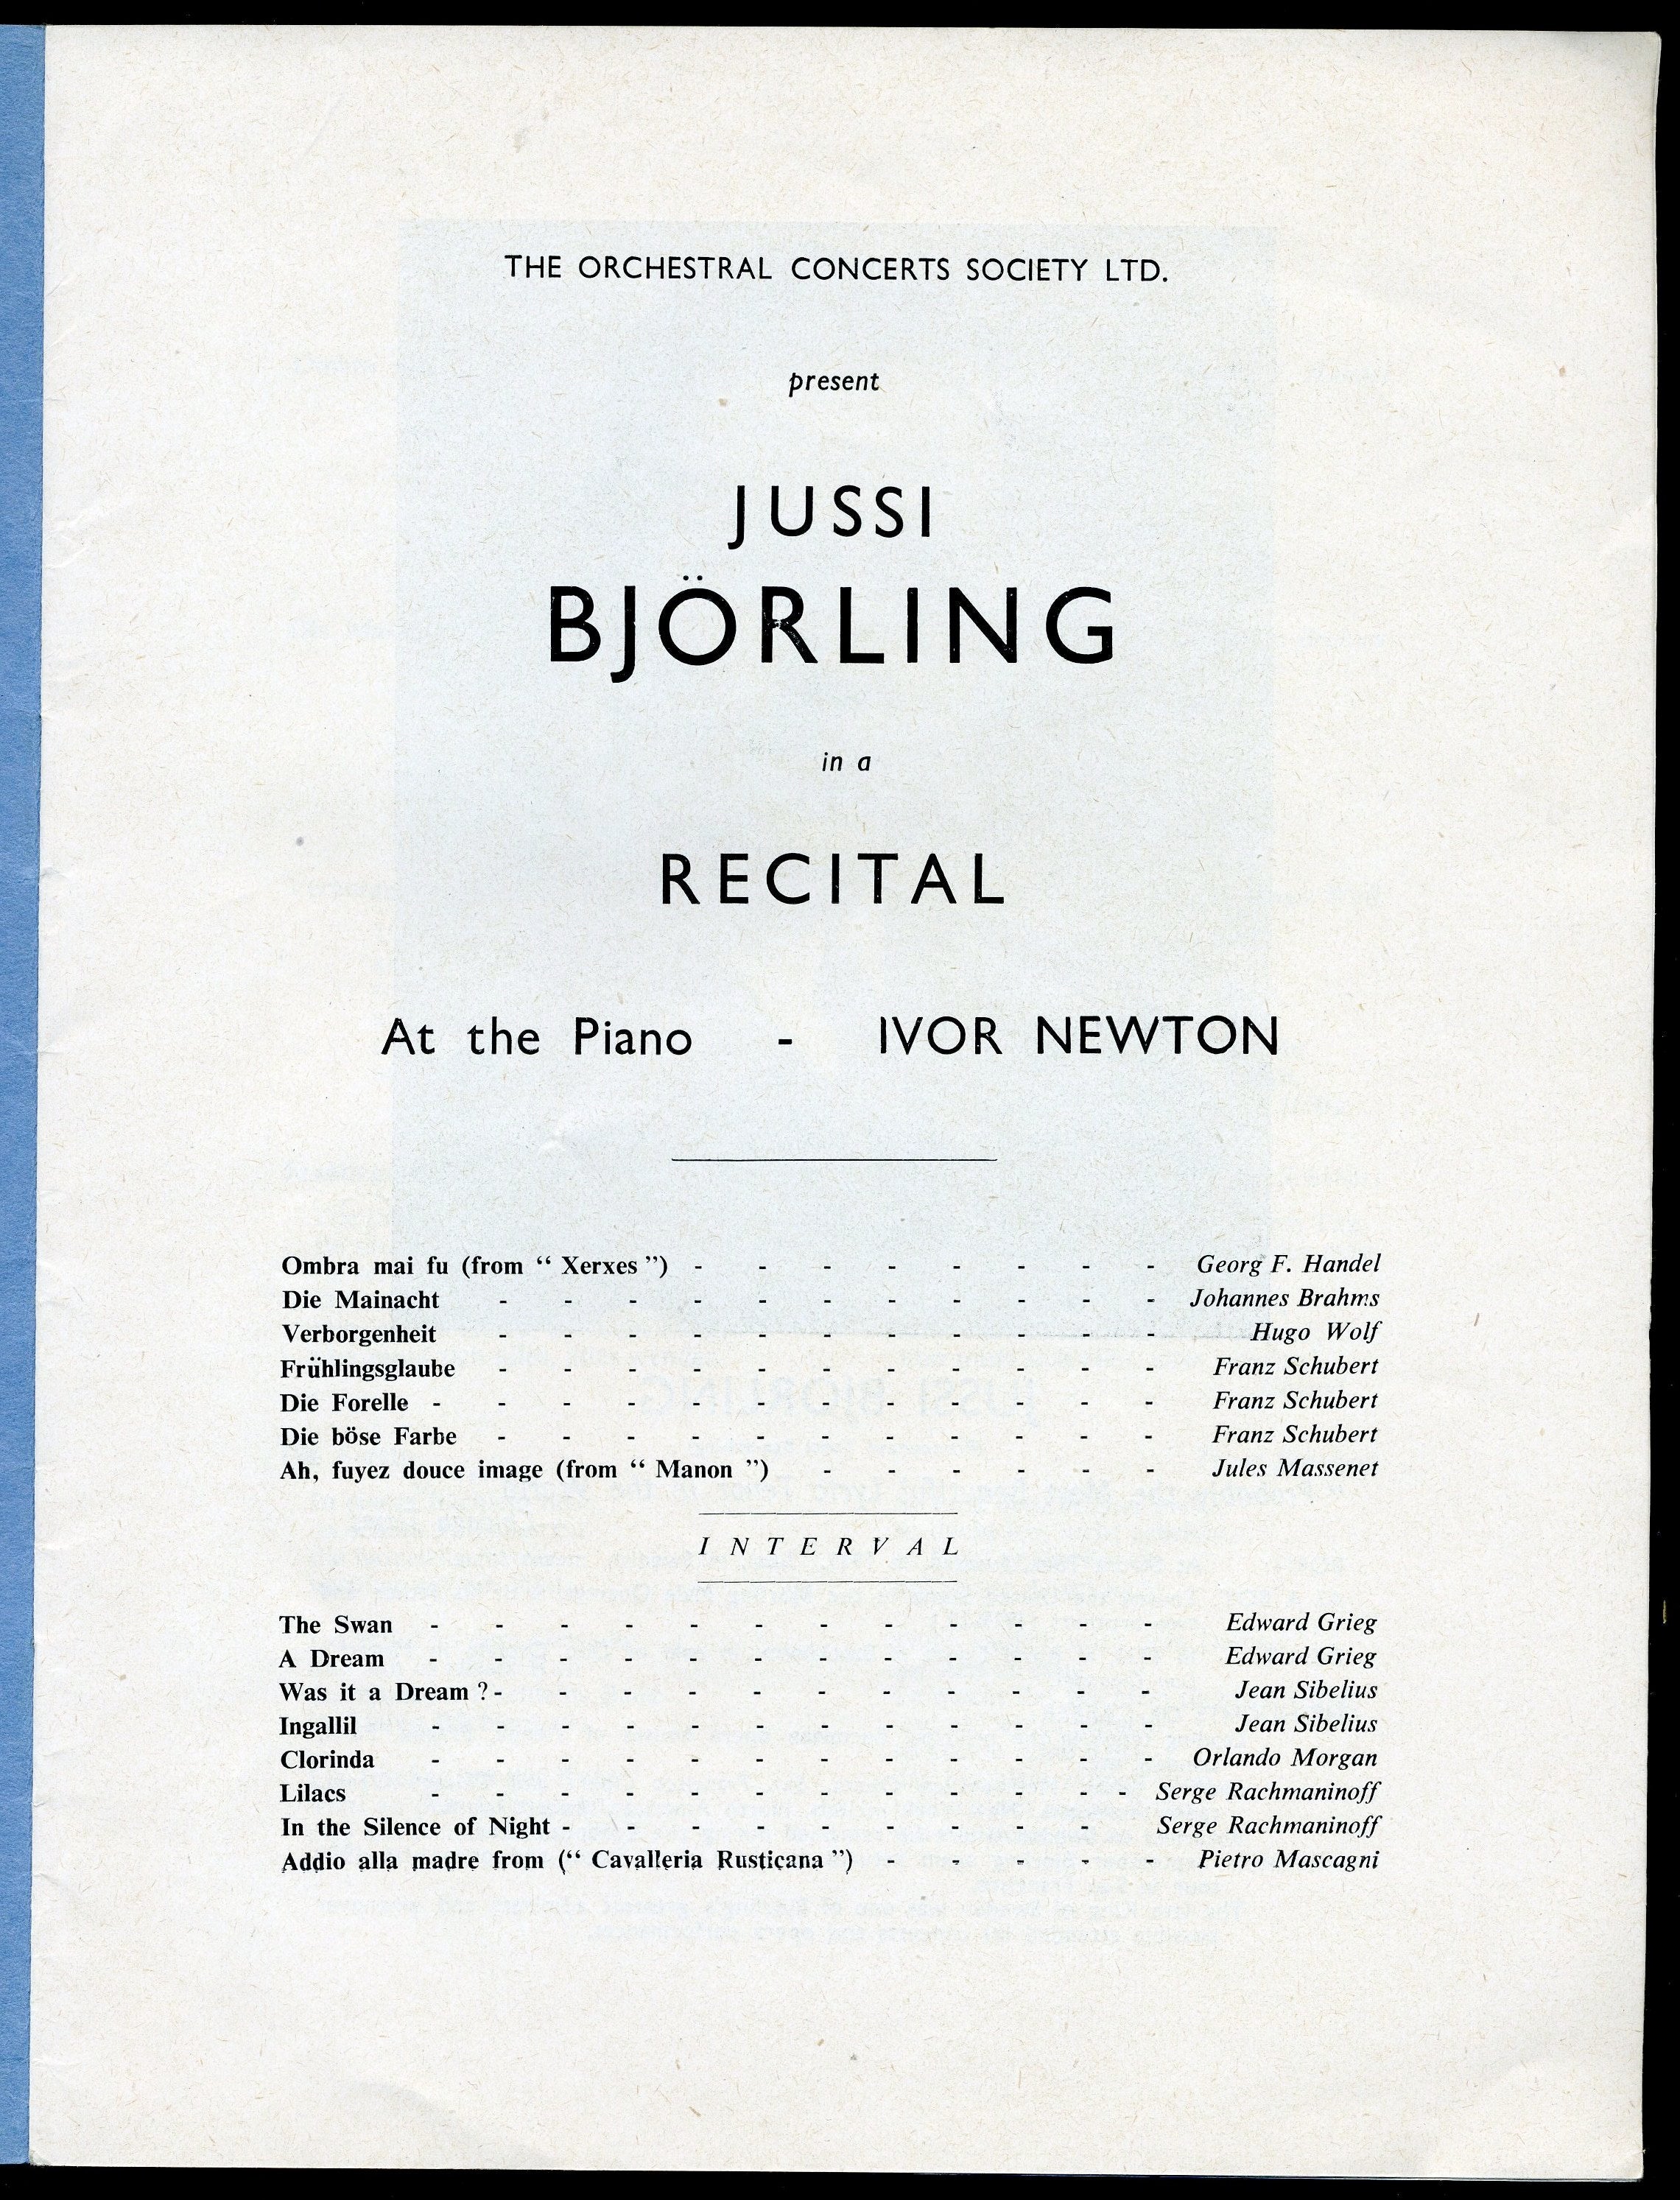 THE ORCHESTRAL CONCERTS SOCIETY LTD.
present
JUSSI
BJÖRLING
in a
RECITAL
At the Piano - IVOR NEWTON
Ombra mai fu (from “ Xerxes ”) - - - - - - - - Georg F. Handel
Die Mainacht - - - - - - - - - - - Johannes Brahms
Verborgenheit - - - - - - - - - - - Hugo Wolf
Frühlingsglaube - - - - - - - - - - - Franz Schubert
Die Forelle - - - - - - - - - - - - Franz Schubert
Die böse Farbe - - - - - - - - - - - Franz Schubert
Ah, fuyez douce image (from “ Manon ”) - - - - - - Jules Massenet
INTERVAL
The Swan - - - - - - - - - - - - Edward Grieg
A Dream - - - - - - - - - - - - Edward Grieg
Was it a Dream ? - - - - - - - - - - - Jean Sibelius
Ingallil - - - - - - - - - - - - Jean Sibelius
Clorinda - - - - - - - - - - - - Orlando Morgan
Lilacs - - - - - - - - - - - - Serge Rachmaninoff
In the Silence of Night - - - - - - - - - Serge Rachmaninoff
Addio alla madre from (“ Cavalleria Rusticana ”) - - - - - Pietro Mascagni